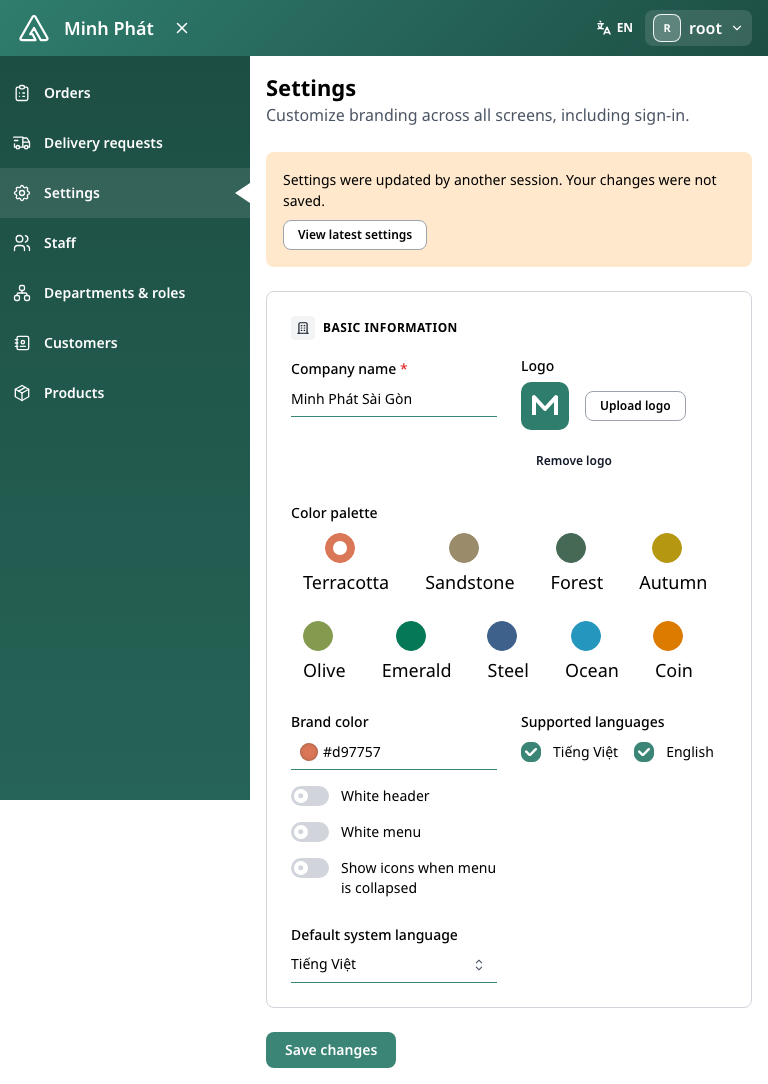 Minh Phát
EN
R
root
Orders
Delivery requests
Settings
Staff
Departments & roles
Customers
Products
Settings
Customize branding across all screens, including sign-in.
Settings were updated by another session. Your changes were not
saved.
View latest settings
BASIC INFORMATION
Company name *
Minh Phát Sài Gòn
Logo
M
Upload logo
Remove logo
Color palette
Terracotta
Sandstone
Forest
Autumn
Olive
Emerald
Steel
Ocean
Coin
Brand color
#d97757
Supported languages
Tiếng Việt
English
White header
White menu
Show icons when menu
is collapsed
Default system language
Tiếng Việt
Save changes